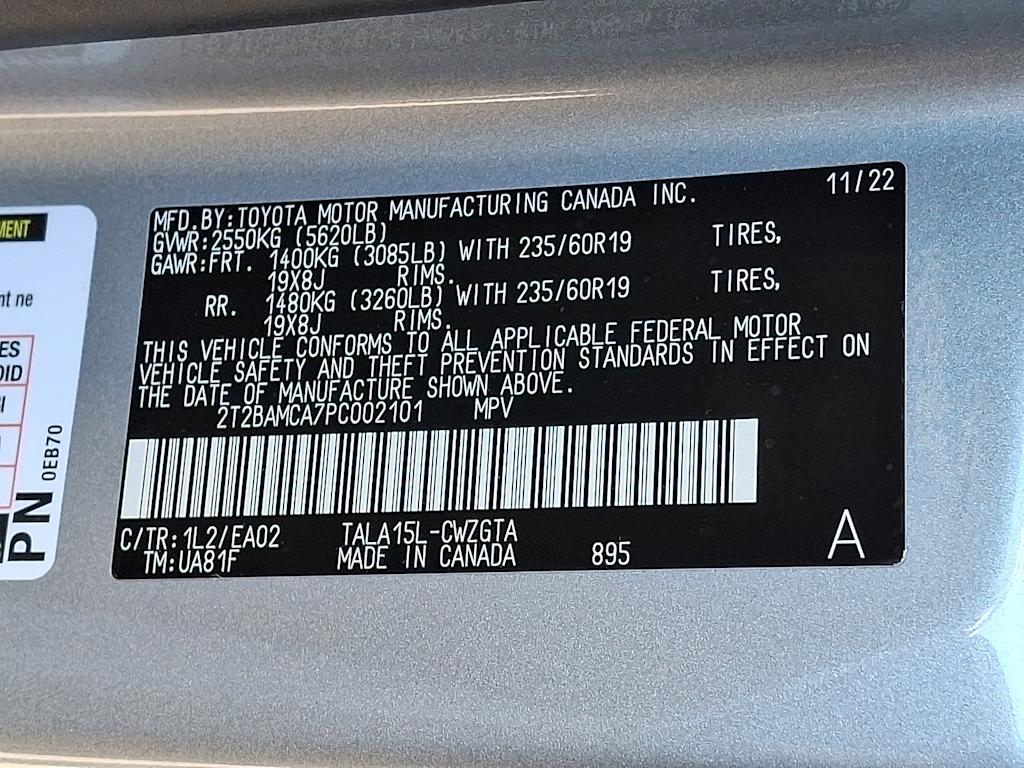 MENT
nt ne
ES
OID
PN 0EB70
MFD.BY:TOYOTA MOTOR MANUFACTURING CANADA INC. 11/22
GVWR:2550KG (5620LB)
GAWR:FRT. 1400KG (3085LB) WITH 235/60R19 TIRES,
19X8J RIMS.
RR. 1480KG (3260LB) WITH 235/60R19 TIRES,
19X8J RIMS.
THIS VEHICLE CONFORMS TO ALL APPLICABLE FEDERAL MOTOR
VEHICLE SAFETY AND THEFT PREVENTION STANDARDS IN EFFECT ON
THE DATE OF MANUFACTURE SHOWN ABOVE.
2T2BAMCA7PC002101 MPV
C/TR:1L2/EA02 TALA15L-CWZGTA
TM:UA81F MADE IN CANADA 895 A